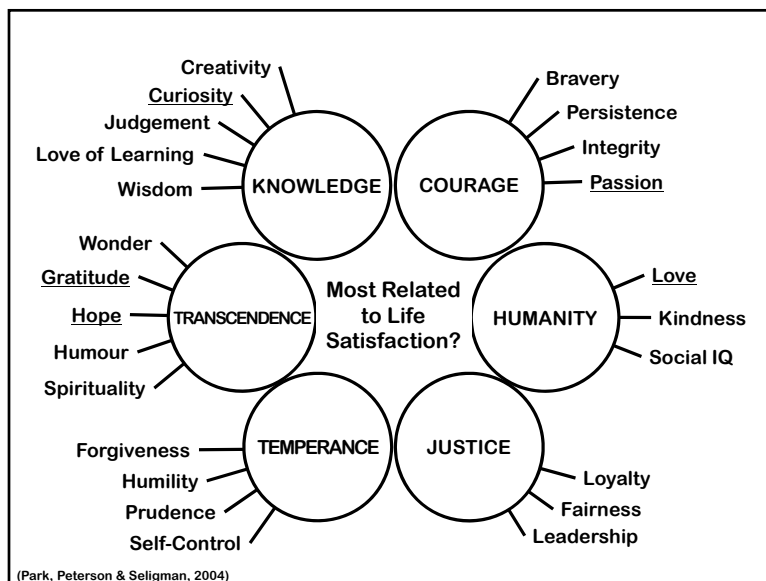 Creativity
Curiosity
Judgement
Love of Learning
Wisdom
KNOWLEDGE
Bravery
Persistence
Integrity
Passion
COURAGE
Wonder
Gratitude
Hope
Humour
Spirituality
TRANSCENDENCE
Most Related
to Life
Satisfaction?
Love
Kindness
Social IQ
HUMANITY
Forgiveness
Humility
Prudence
Self-Control
TEMPERANCE
JUSTICE
Loyalty
Fairness
Leadership
(Park, Peterson & Seligman, 2004)